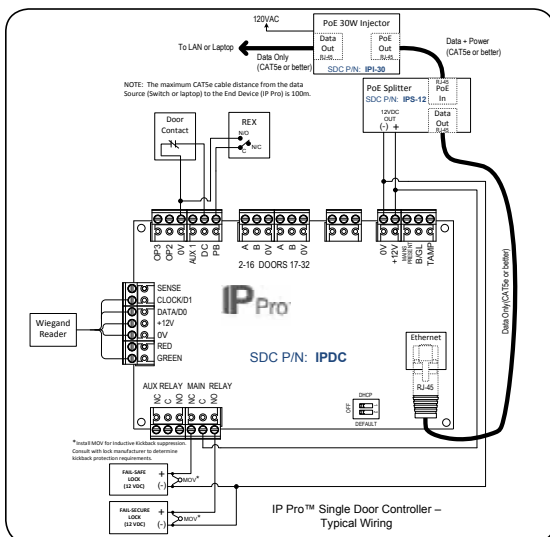 120VAC
PoE 30W Injector
Data
Out
RJ-45
PoE
Out
RJ-45
SDC P/N: IPI-30
To LAN or Laptop
Data Only
(CAT5e or better)
Data + Power
(CAT5e or better)
NOTE: The maximum CAT5e cable distance from the data
Source (Switch or laptop) to the End Device (IP Pro) is 100m.
PoE Splitter
SDC P/N: IPS-12
RJ-45
PoE
In
12VDC
OUT
(-) +
Data
Out
RJ-45
Door
Contact
REX
N/O
N/C
C
OP3
OP2
0V
AUX 1
DC
PB
A
B
0V
A
B
0V
2-16 DOORS 17-32
0V
+12V
MAINS
PRESENT
B/GL
TAMP
Data Only(CAT5e or better)
Wiegand
Reader
SENSE
CLOCK/D1
DATA/D0
+12V
0V
RED
GREEN
IP Pro
SDC P/N: IPDC
Ethernet
RJ-45
AUX RELAY MAIN RELAY
NC
C
NO
NC
C
NO
DHCP
OFF
DEFAULT
*Install MOV for Inductive Kickback suppression.
Consult with lock manufacturer to determine
kickback protection requirements.
FAIL-SAFE
LOCK
(12 VDC)
+
(-)
MOV*
FAIL-SECURE
LOCK
(12 VDC)
+
(-)
MOV*
IP Pro™ Single Door Controller –
Typical Wiring